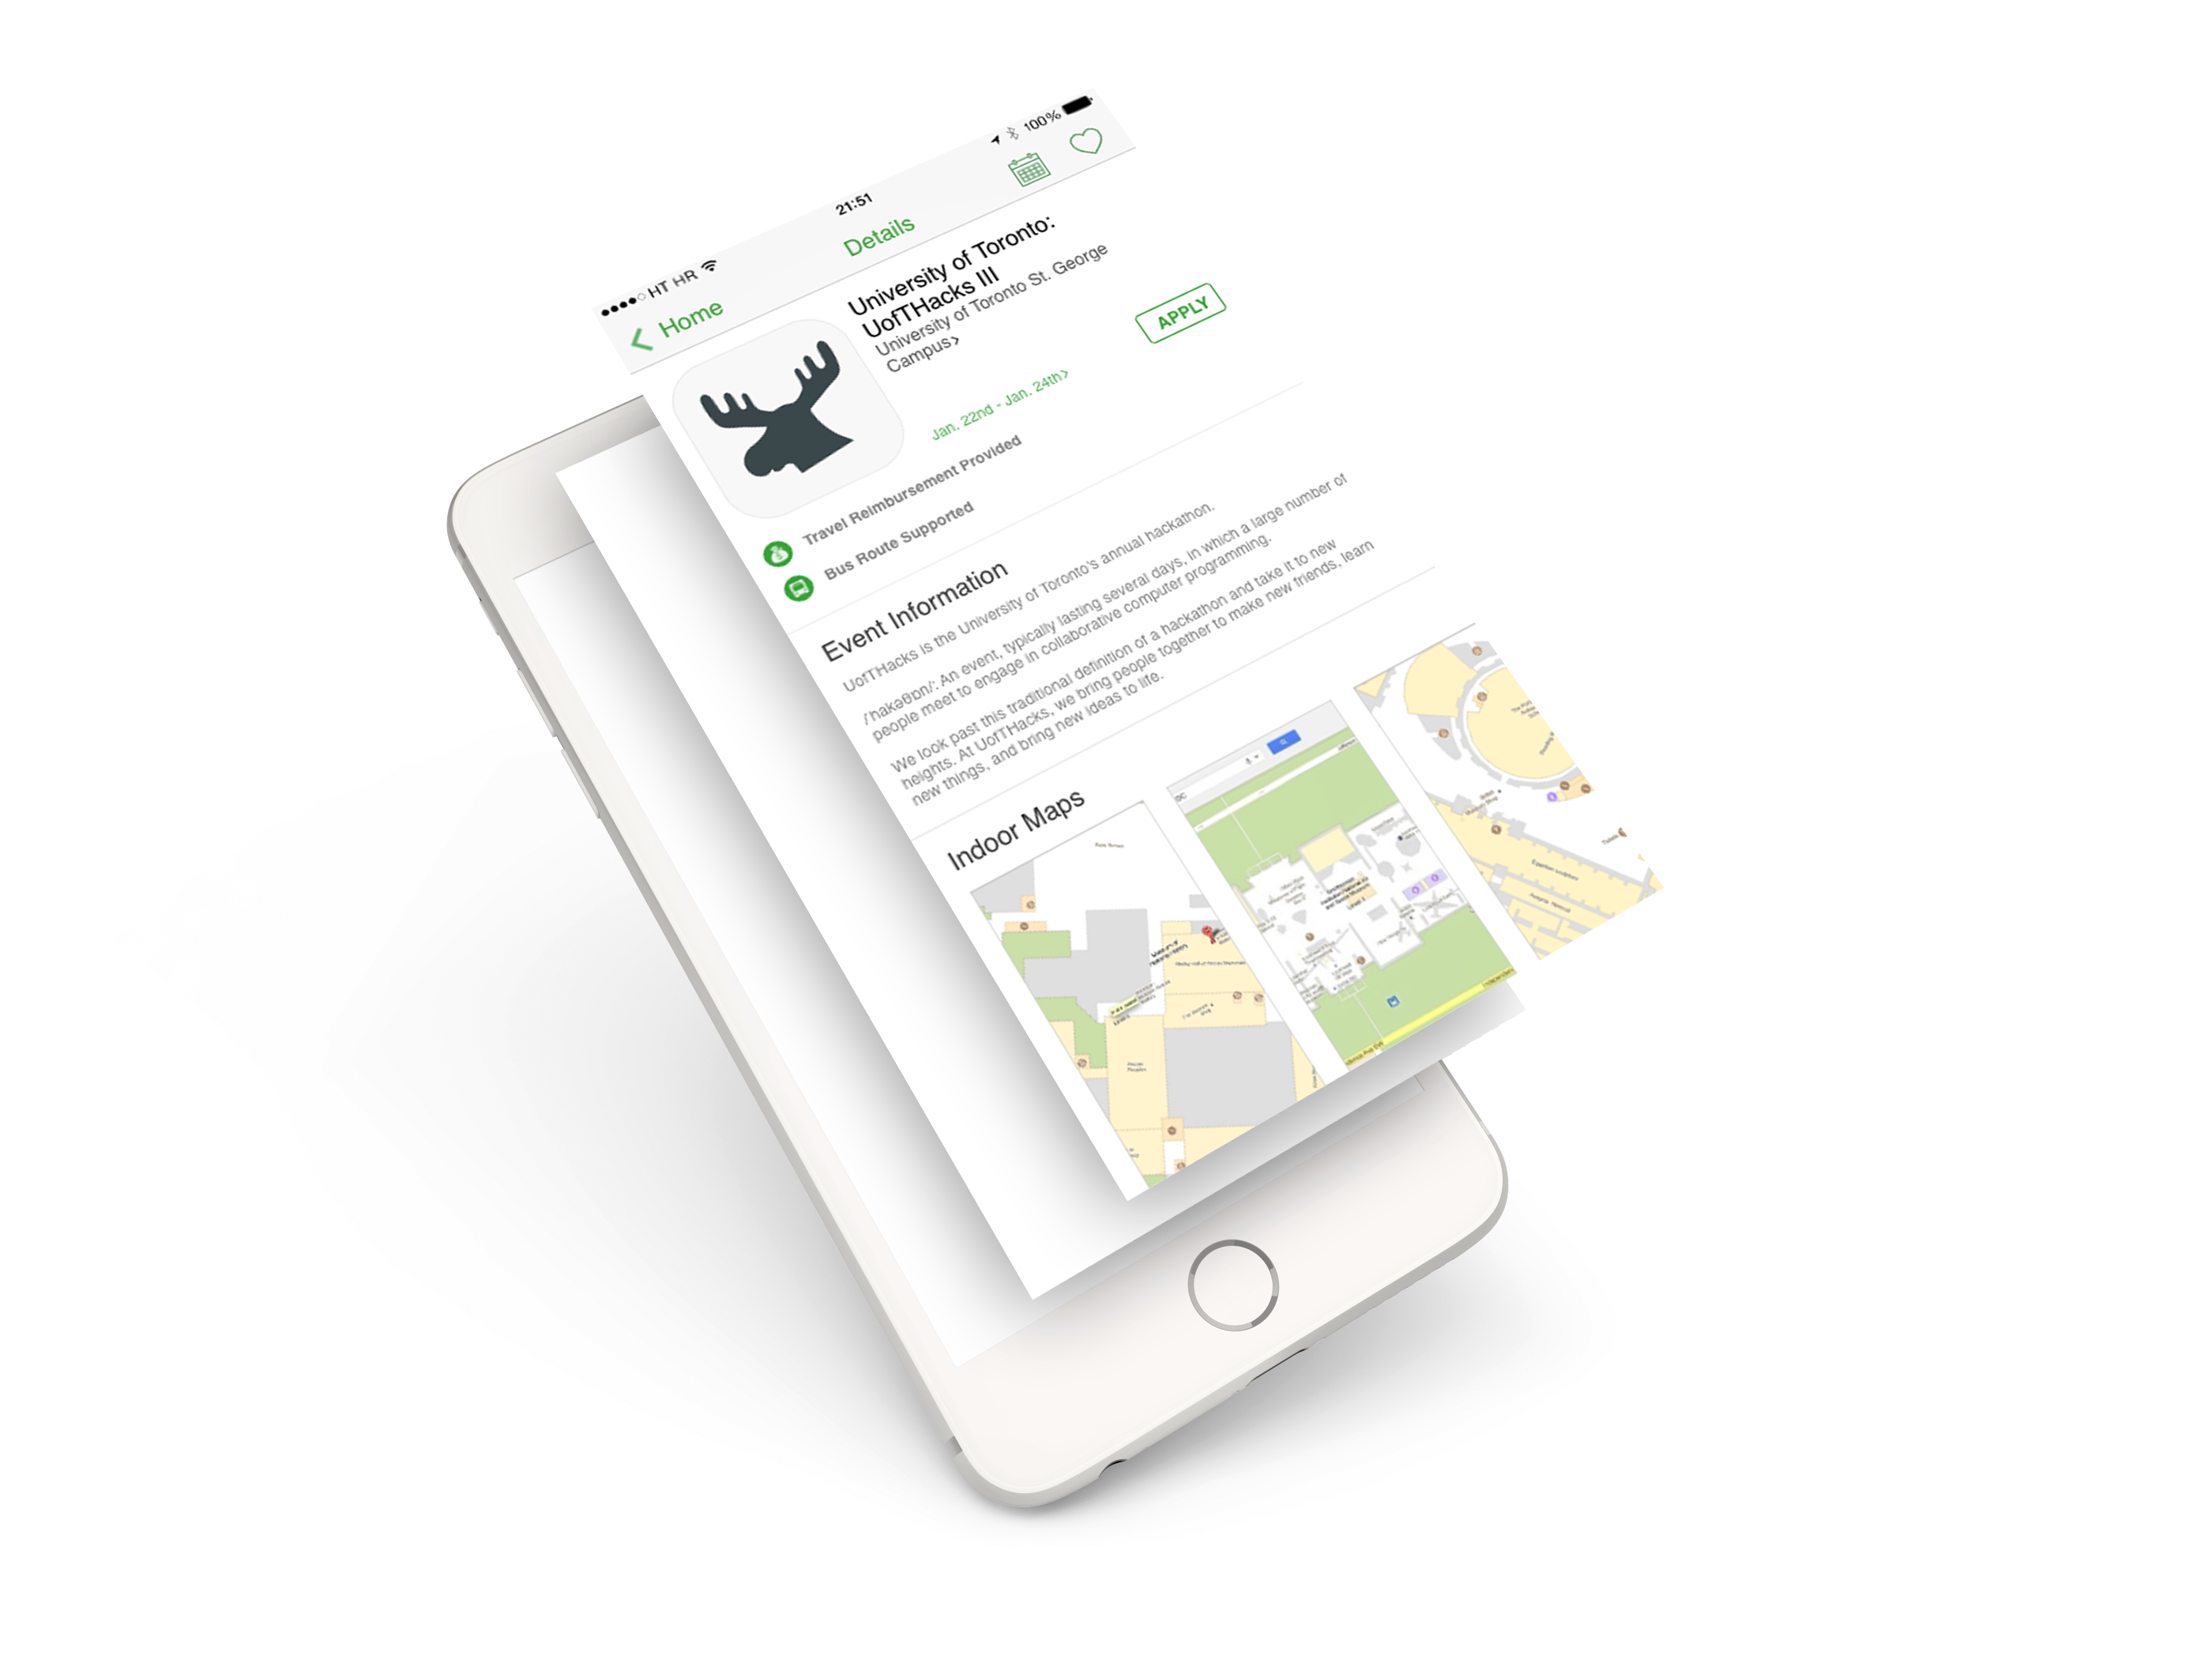 HT HR
21:51
100%
Home
Details
University of Toronto:
UofTHacks III
University of Toronto St. George
Campus›
APPLY
Jan. 22nd - Jan. 24th›
Travel Reimbursement Provided
Bus Route Supported
Event Information
UofTHacks is the University of Toronto's annual hackathon.
/ˈhakəθɒn/: An event, typically lasting several days, in which a large number of
people meet to engage in collaborative computer programming.
We look past this traditional definition of a hackathon and take it to new
heights. At UofTHacks, we bring people together to make new friends, learn
new things, and bring new ideas to life.
Indoor Maps
Egyptian sculpture